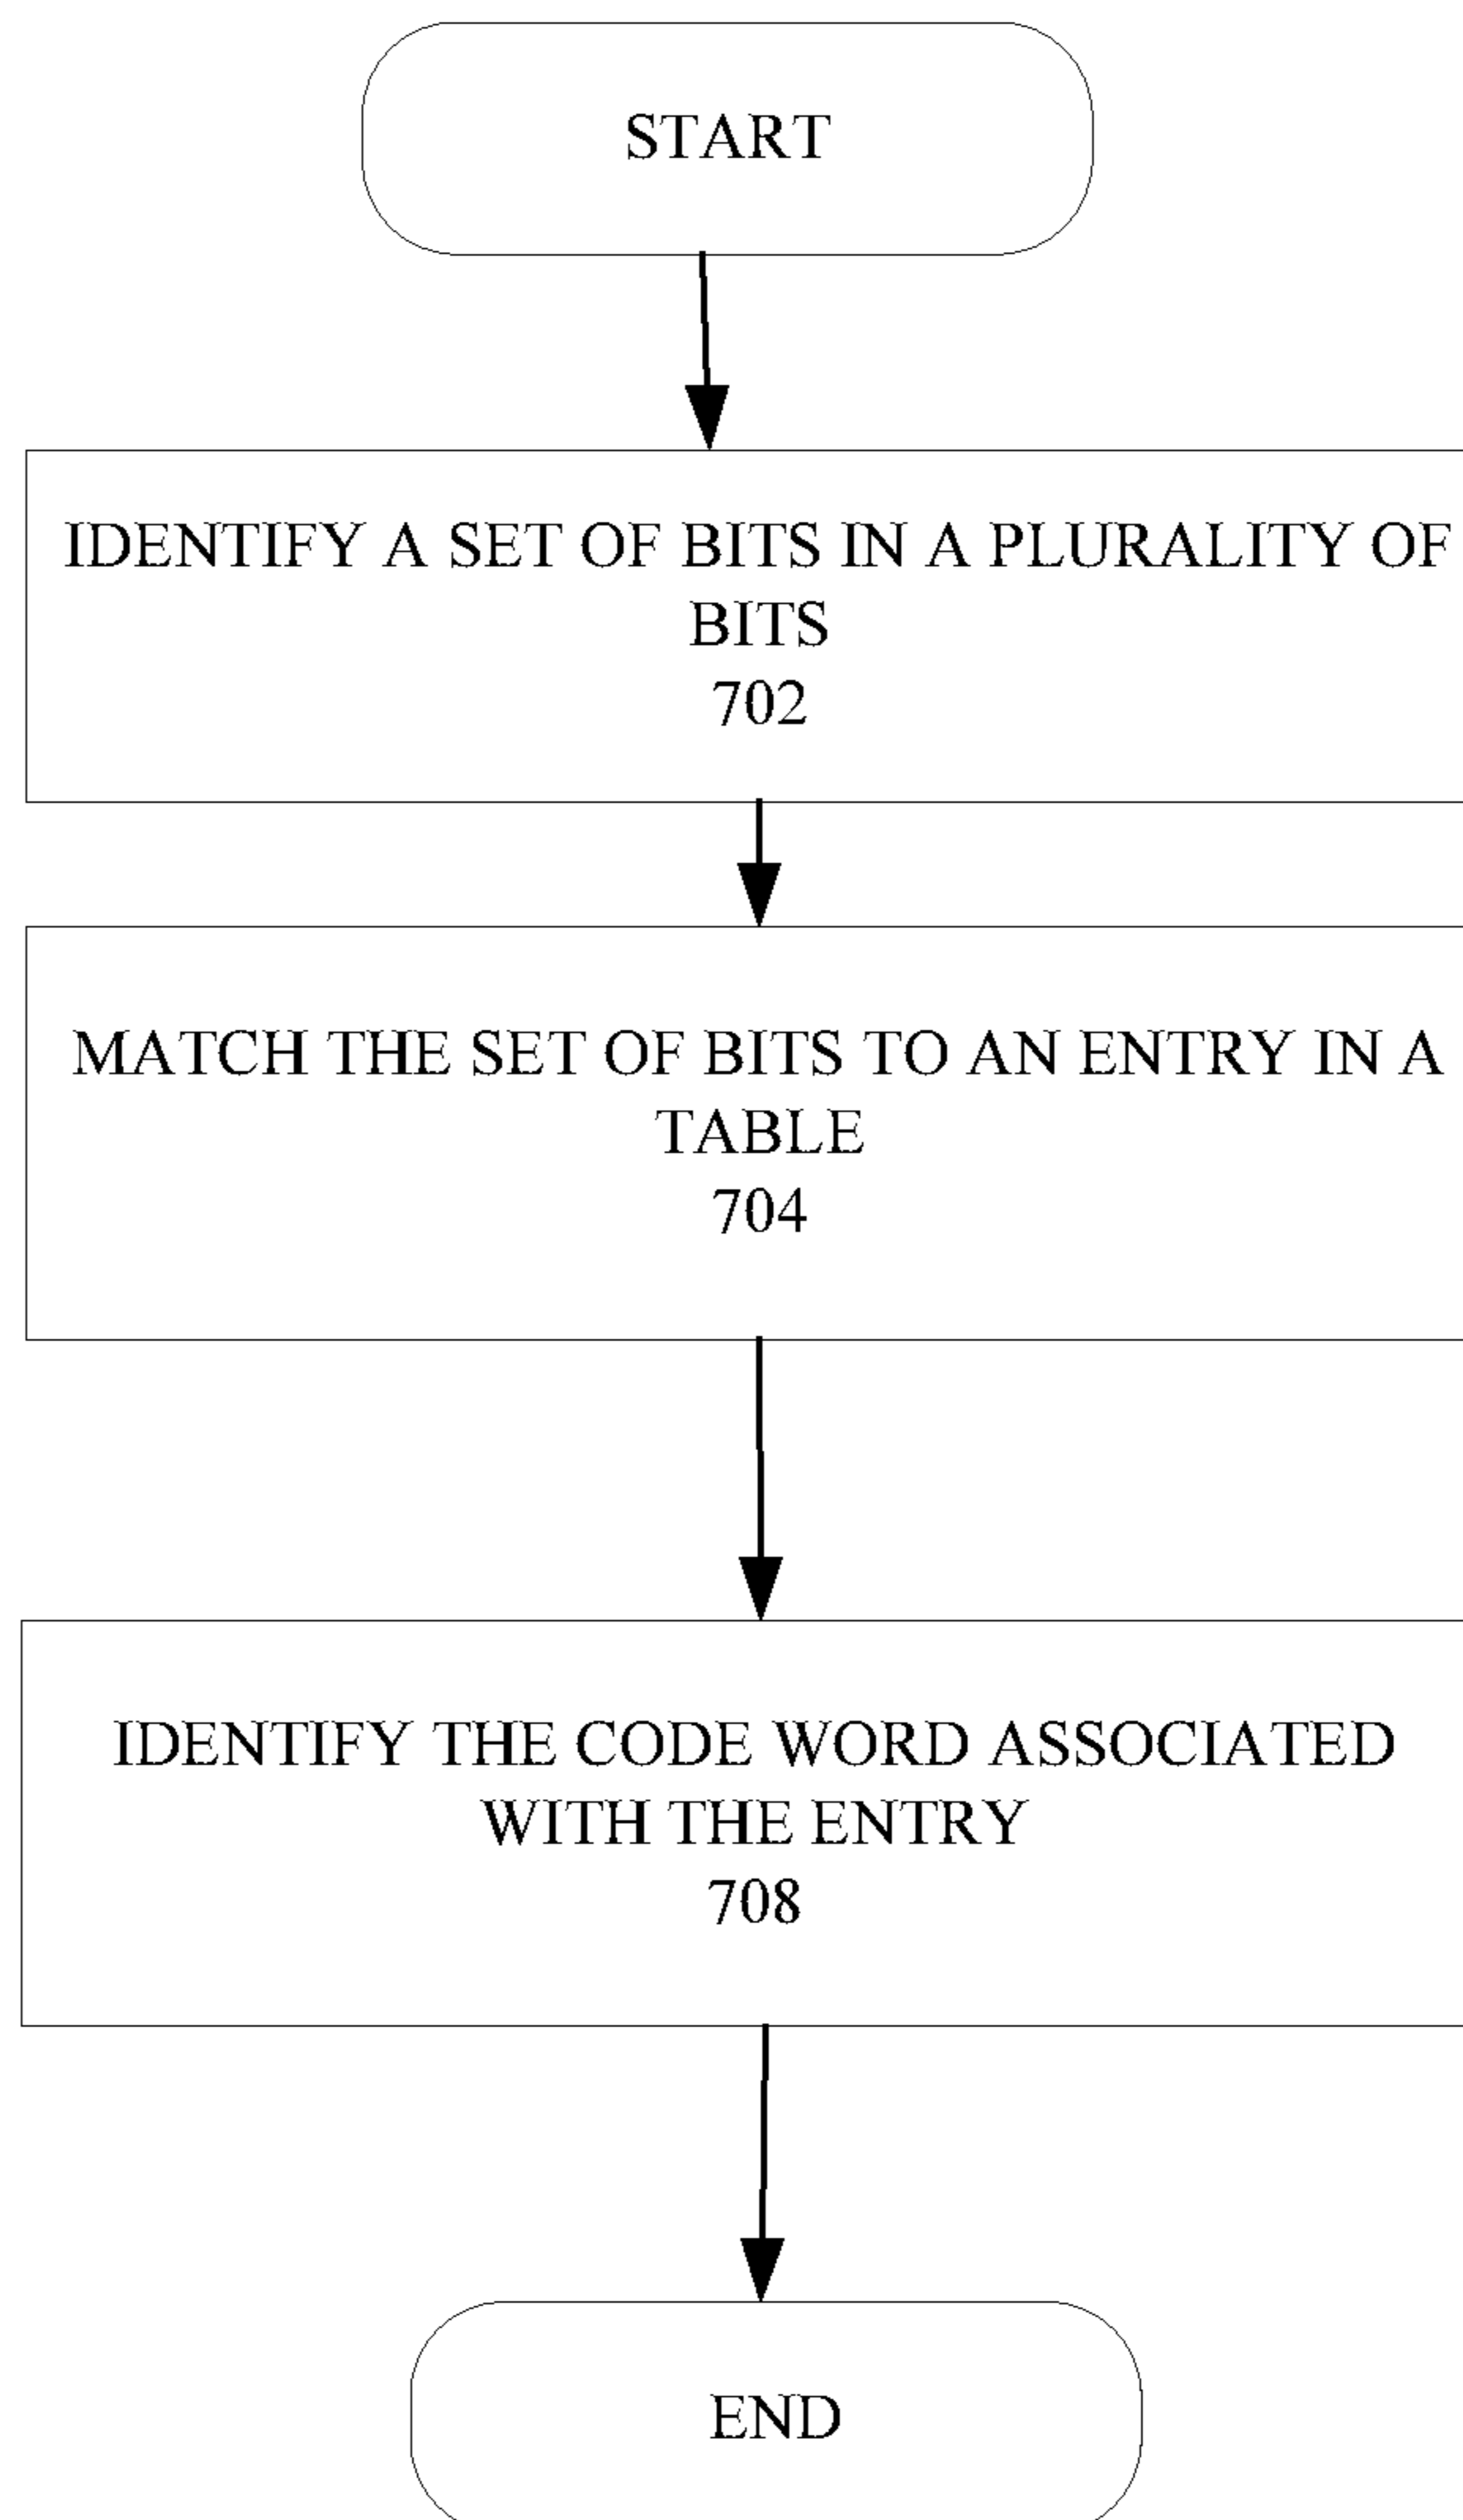 START
IDENTIFY A SET OF BITS IN A PLURALITY OF
BITS
702
MATCH THE SET OF BITS TO AN ENTRY IN A
TABLE
704
IDENTIFY THE CODE WORD ASSOCIATED
WITH THE ENTRY
708
END